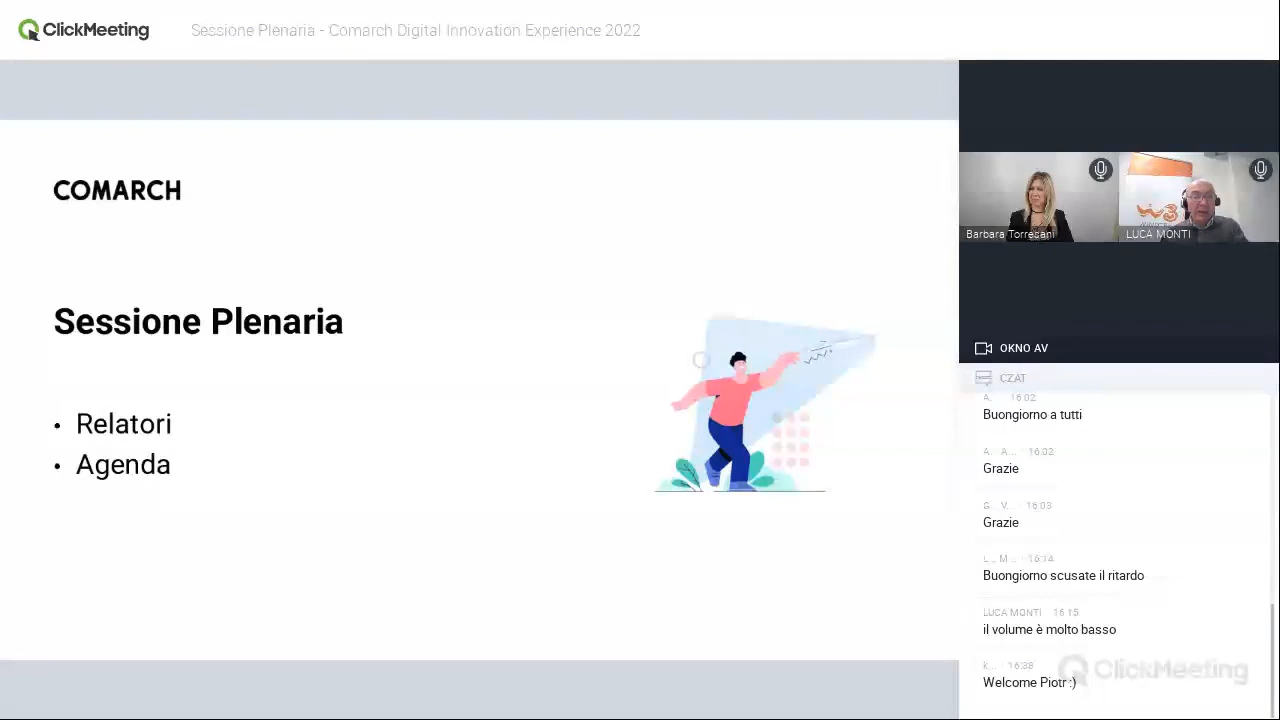 ClickMeeting
Sessione Plenaria - Comarch Digital Innovation Experience 2022
COMARCH
Sessione Plenaria
• Relatori
• Agenda
W3
Barbara Torresani
LUCA MONTI
OKNO AV
CZAT
A. 16:02
Buongiorno a tutti
A... A... 16:02
Grazie
G... V... 16:03
Grazie
L... M... 16:14
Buongiorno scusate il ritardo
LUCA MONTI 16:15
il volume è molto basso
k... 16:38
Welcome Piotr :)
ClickMeeting